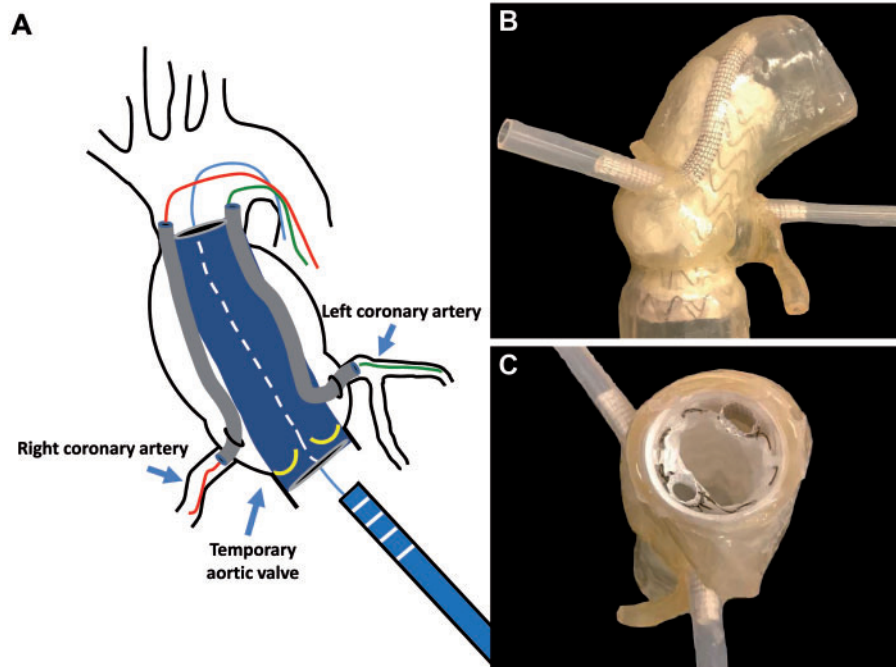 A
B
Left coronary artery
Right coronary artery
C
Temporary
aortic valve